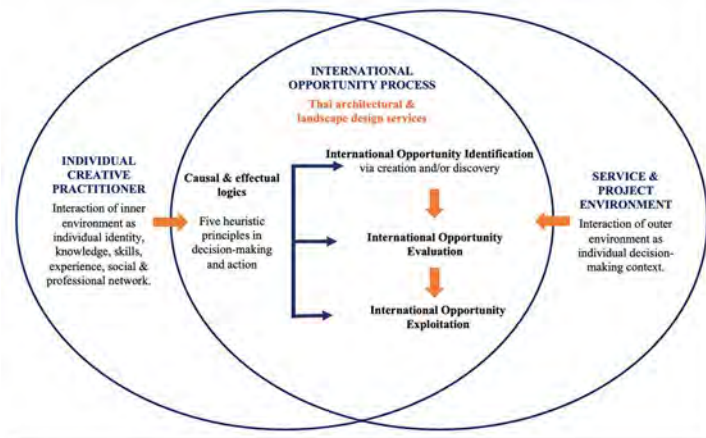 INTERNATIONAL
OPPORTUNITY PROCESS
Thai architectural &
landscape design services
INDIVIDUAL
CREATIVE
PRACTITIONER
Interaction of inner
environment as
individual identity,
knowledge, skills,
experience, social &
professional network.
Causal & effectual
logics
Five heuristic
principles in
decision-making
and action
International Opportunity Identification
via creation and/or discovery
International Opportunity
Evaluation
International Opportunity
Exploitation
SERVICE &
PROJECT
ENVIRONMENT
Interaction of outer
environment as
individual decision-
making context.